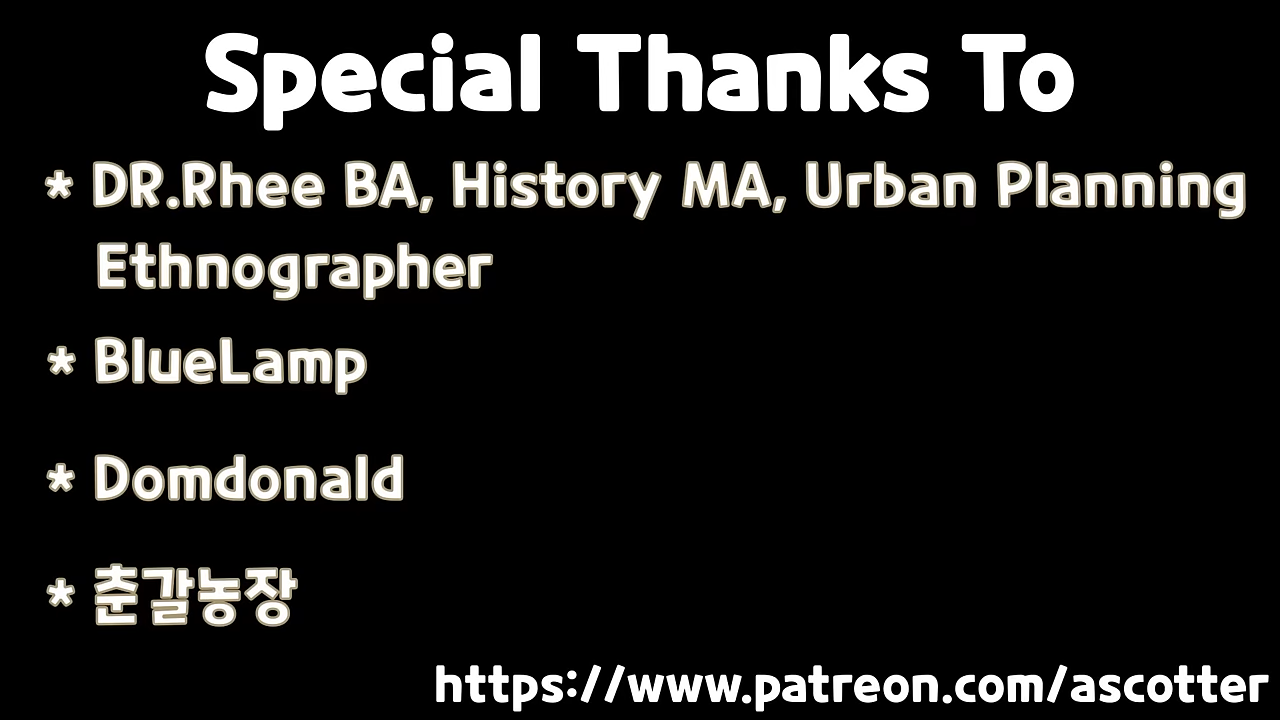 Special Thanks To
* DR.Rhee BA, History MA, Urban Planning
Ethnographer
* BlueLamp
* Domdonald
* 춘갈농장
https://www.patreon.com/ascotter